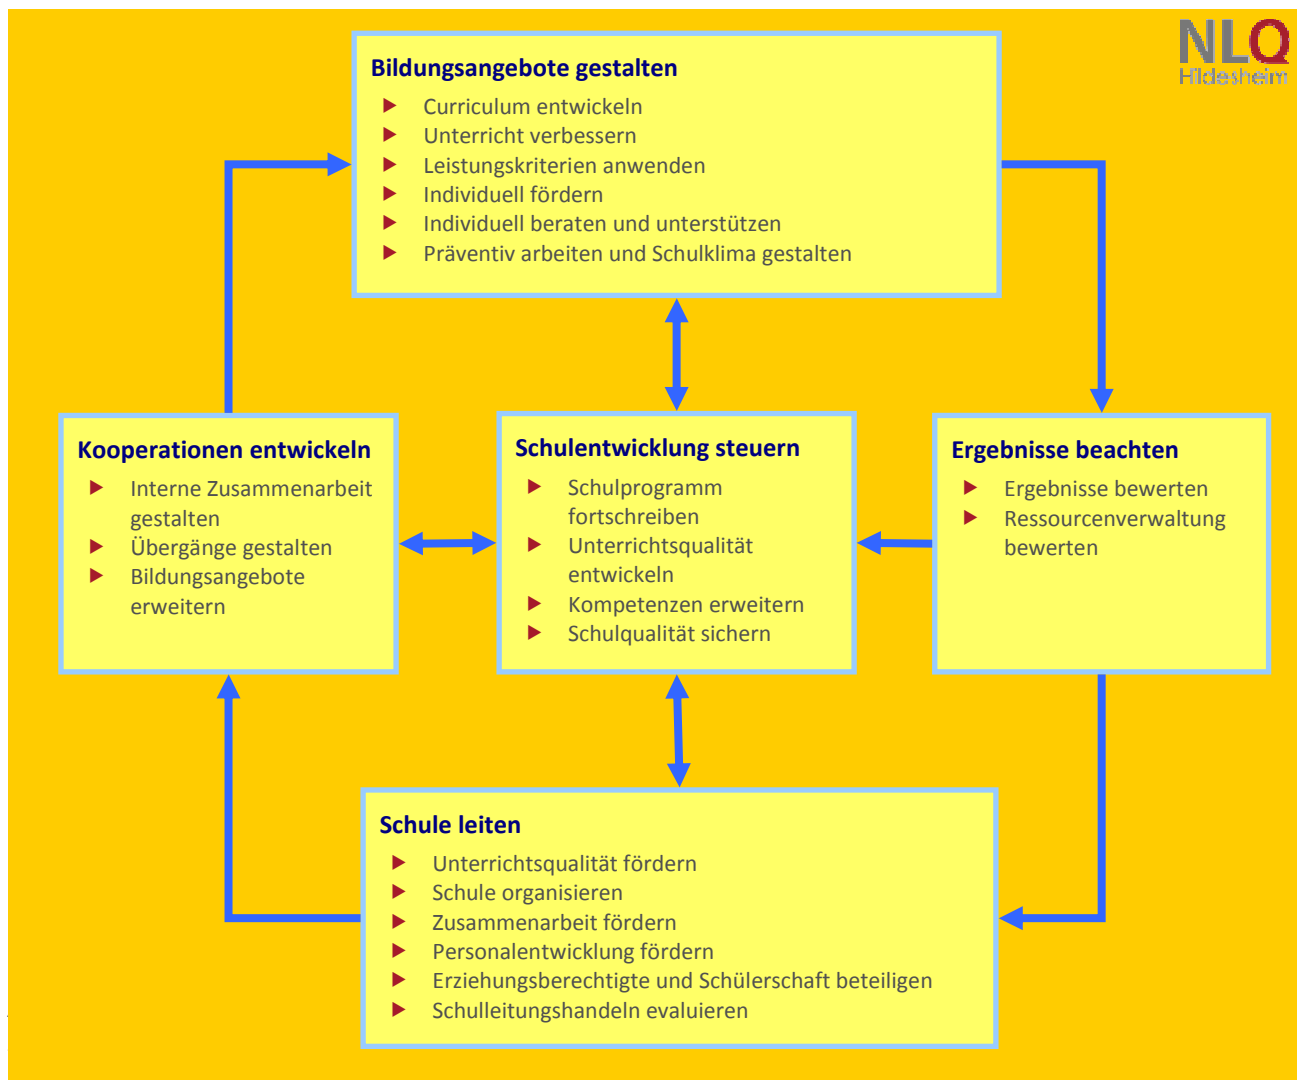 NLQ
Hildesheim
Bildungsangebote gestalten
Curriculum entwickeln
Unterricht verbessern
Leistungskriterien anwenden
Individuell fördern
Individuell beraten und unterstützen
Präventiv arbeiten und Schulklima gestalten
Kooperationen entwickeln
Interne Zusammenarbeit
gestalten
Übergänge gestalten
Bildungsangebote
erweitern
Schulentwicklung steuern
Schulprogramm
fortschreiben
Unterrichtsqualität
entwickeln
Kompetenzen erweitern
Schulqualität sichern
Ergebnisse beachten
Ergebnisse bewerten
Ressourcenverwaltung
bewerten
Schule leiten
Unterrichtsqualität fördern
Schule organisieren
Zusammenarbeit fördern
Personalentwicklung fördern
Erziehungsberechtigte und Schülerschaft beteiligen
Schulleitungshandeln evaluieren